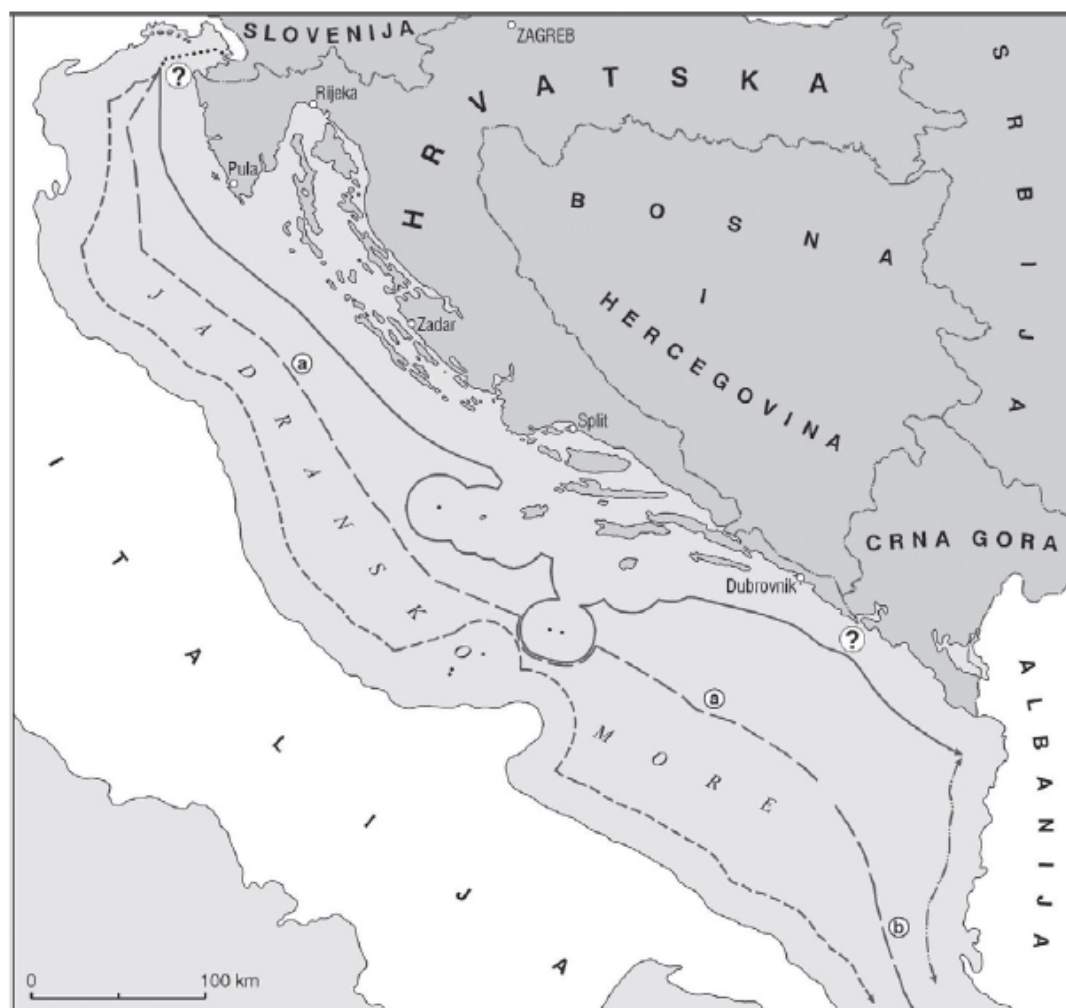 SLOVENIJA
ZAGREB
HRVATSKA
SRBIJA
?
Rijeka
Pula
BOSNA
I
HERCEGOVINA
Zadar
a
JADRANSKO
Split
CRNA GORA
Dubrovnik
?
ITALIJA
a
MORE
ALBANIJA
b
0 100 km